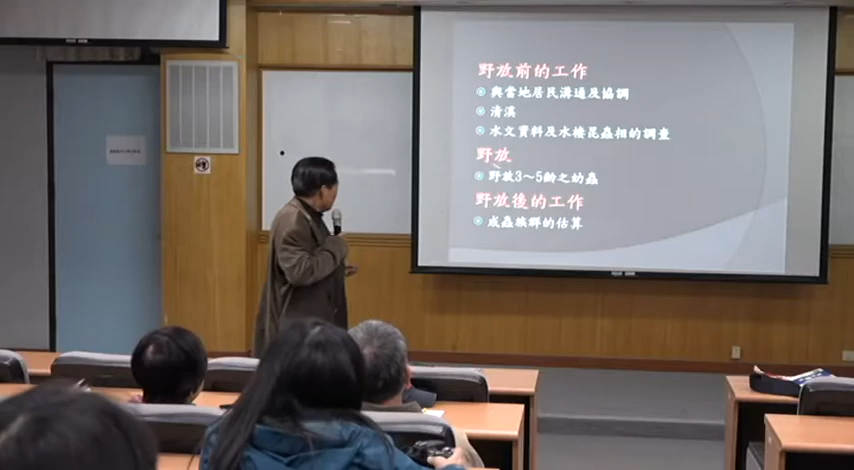 野放前的工作
與當地居民溝通及協調
清溪
水文資料及水棲昆蟲相的調查
野放
野放3～5齡之幼蟲
野放後的工作
成蟲族群的估算